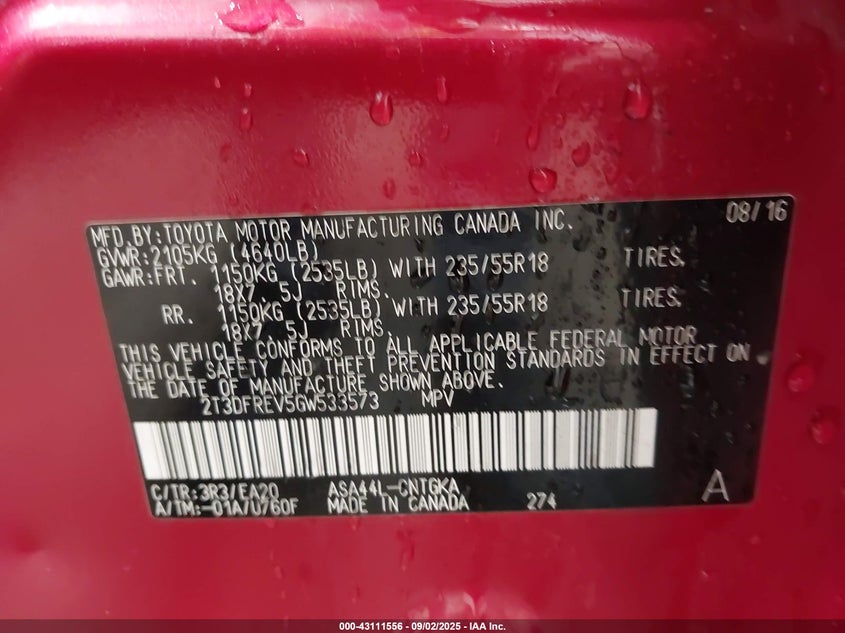 MFD. BY: TOYOTA MOTOR MANUFACTURING CANADA INC. 08/16
GVWR: 2105KG (4640LB)
GAWR: FRT. 1150KG (2535LB) WITH 235/55R18 TIRES.
18X7. 5J RIMS.
RR. 1150KG (2535LB) WITH 235/55R18 TIRES.
18X7. 5J RIMS.
THIS VEHICLE CONFORMS TO ALL APPLICABLE FEDERAL MOTOR
VEHICLE SAFETY AND THEFT PREVENTION STANDARDS IN EFFECT ON
THE DATE OF MANUFACTURE SHOWN ABOVE.
2T3DFREV5GW533573 MPV
C/TR: 3R3/EA20 ASA44L-CNTGKA A
A/TM: -01A/U760F MADE IN CANADA 274
000-43111556 - 09/02/2025 - IAA Inc.